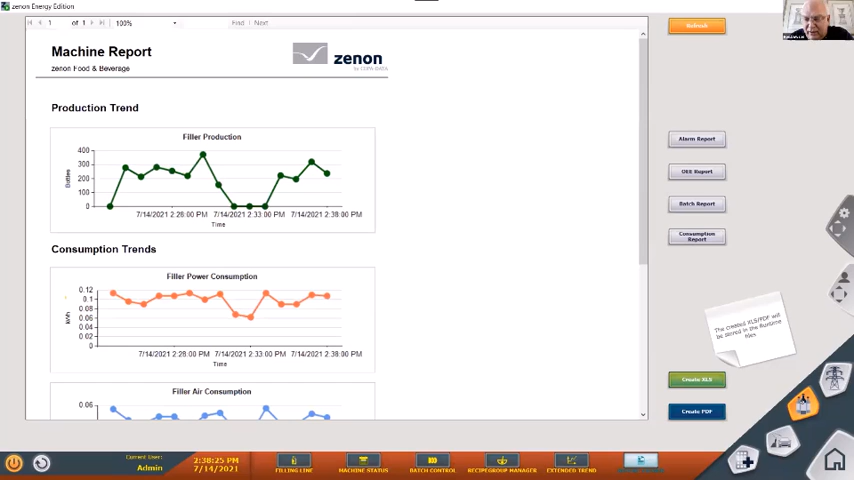 zenon Energy Edition
1 of 1 100% Find | Next
Refresh
Machine Report
zenon Food & Beverage
zenon
by COPA-DATA
Production Trend
Filler Production
400
300
200
100
0
Bottles
7/14/2021 2:28:00 PM 7/14/2021 2:33:00 PM 7/14/2021 2:38:00 PM
Time
Consumption Trends
Filler Power Consumption
0.12
0.1
0.08
0.06
0.04
0.02
0
kWh
7/14/2021 2:28:00 PM 7/14/2021 2:33:00 PM 7/14/2021 2:38:00 PM
Time
Filler Air Consumption
0.06
Alarm Report
OEE Report
Batch Report
Consumption
Report
The created XLS/PDF will
be stored in the Runtime
files
Create XLS
Create PDF
Current User:
Admin
2:38:25 PM
7/14/2021
FILLING LINE
MACHINE STATUS
BATCH CONTROL
RECIPEGROUP MANAGER
EXTENDED TREND